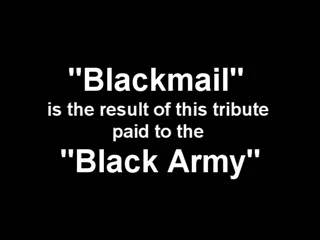 "Blackmail"
is the result of this tribute
paid to the
"Black Army"